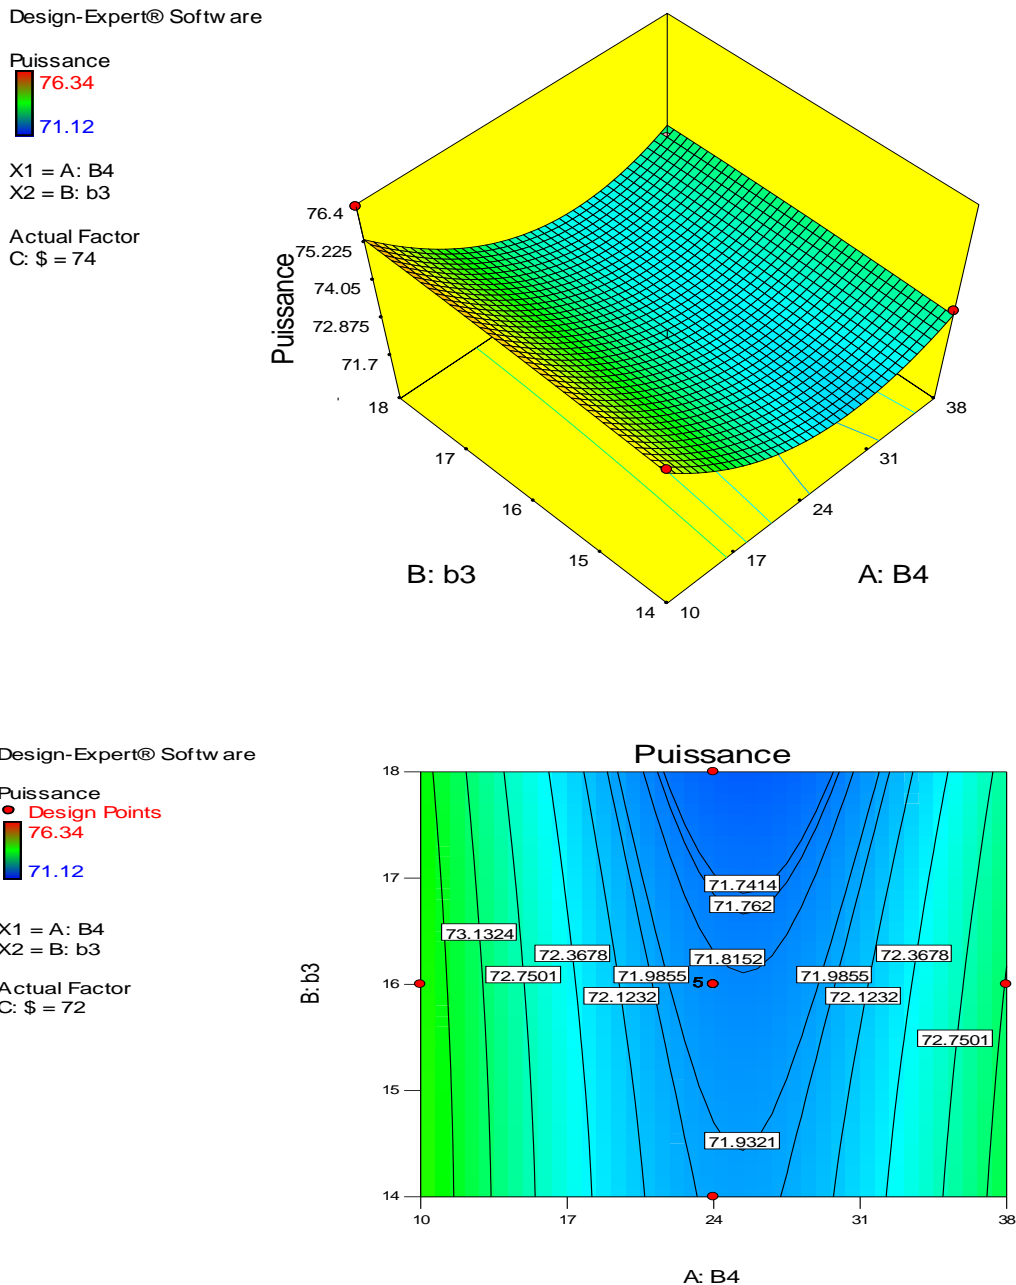 Design-Expert® Software
Puissance
76.34
71.12
X1 = A: B4
X2 = B: b3
Actual Factor
C: $ = 74
76.4
75.225
74.05
72.875
71.7
Puissance
18
17
16
15
14
10
17
24
31
38
B: b3
A: B4
Design-Expert® Software
Puissance
Design Points
76.34
71.12
X1 = A: B4
X2 = B: b3
Actual Factor
C: $ = 72
Puissance
18
17
16
15
14
B: b3
71.7414
71.762
73.1324
72.3678
71.8152
72.3678
72.7501
71.9855
5
71.9855
72.1232
72.1232
72.7501
71.9321
10
17
24
31
38
A: B4